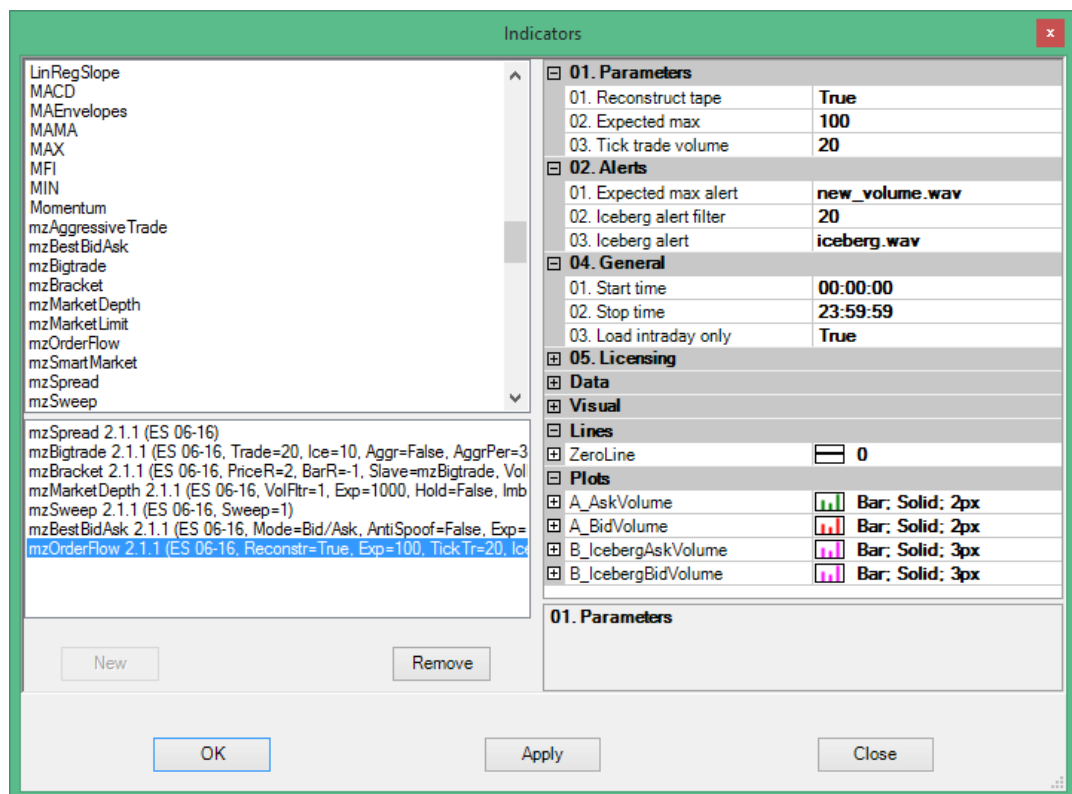 Indicators
x
LinRegSlope
MACD
MAEnvelopes
MAMA
MAX
MFI
MIN
Momentum
mzAggressiveTrade
mzBestBidAsk
mzBigtrade
mzBracket
mzMarketDepth
mzMarketLimit
mzOrderFlow
mzSmartMarket
mzSpread
mzSweep
mzSpread 2.1.1 (ES 06-16)
mzBigtrade 2.1.1 (ES 06-16, Trade=20, Ice=10, Aggr=False, AggrPer=3
mzBracket 2.1.1 (ES 06-16, PriceR=2, BarR=-1, Slave=mzBigtrade, Vol
mzMarketDepth 2.1.1 (ES 06-16, VolFltr=1, Exp=1000, Hold=False, Imb
mzSweep 2.1.1 (ES 06-16, Sweep=1)
mzBestBidAsk 2.1.1 (ES 06-16, Mode=Bid/Ask, AntiSpoof=False, Exp=
mzOrderFlow 2.1.1 (ES 06-16, Reconstr=True, Exp=100, TickTr=20, Ice
New
Remove
01. Parameters
01. Reconstruct tape True
02. Expected max 100
03. Tick trade volume 20
02. Alerts
01. Expected max alert new_volume.wav
02. Iceberg alert filter 20
03. Iceberg alert iceberg.wav
04. General
01. Start time 00:00:00
02. Stop time 23:59:59
03. Load intraday only True
05. Licensing
Data
Visual
Lines
ZeroLine 0
Plots
A_AskVolume Bar; Solid; 2px
A_BidVolume Bar; Solid; 2px
B_IcebergAskVolume Bar; Solid; 3px
B_IcebergBidVolume Bar; Solid; 3px
01. Parameters
OK
Apply
Close